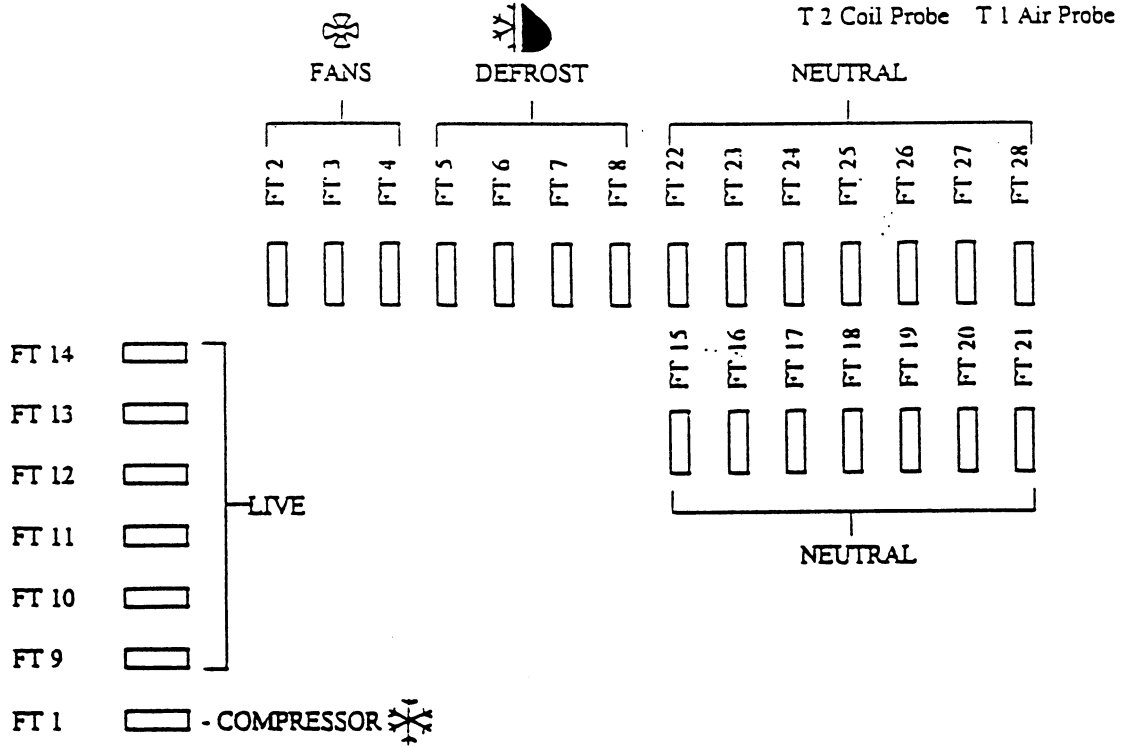 T 2 Coil Probe T 1 Air Probe
FANS DEFROST NEUTRAL
FT 2 FT 3 FT 4 FT 5 FT 6 FT 7 FT 8 FT 22 FT 23 FT 24 FT 25 FT 26 FT 27 FT 28
FT 15 FT 16 FT 17 FT 18 FT 19 FT 20 FT 21
FT 14
FT 13
FT 12
LIVE
FT 11
NEUTRAL
FT 10
FT 9
FT 1 - COMPRESSOR